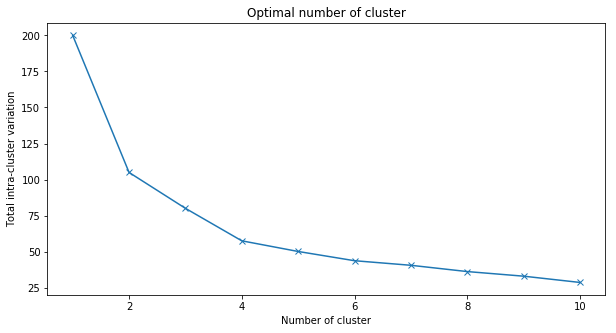 Optimal number of cluster
Total intra-cluster variation
200
175
150
125
100
75
50
25
2 4 6 8 10
Number of cluster